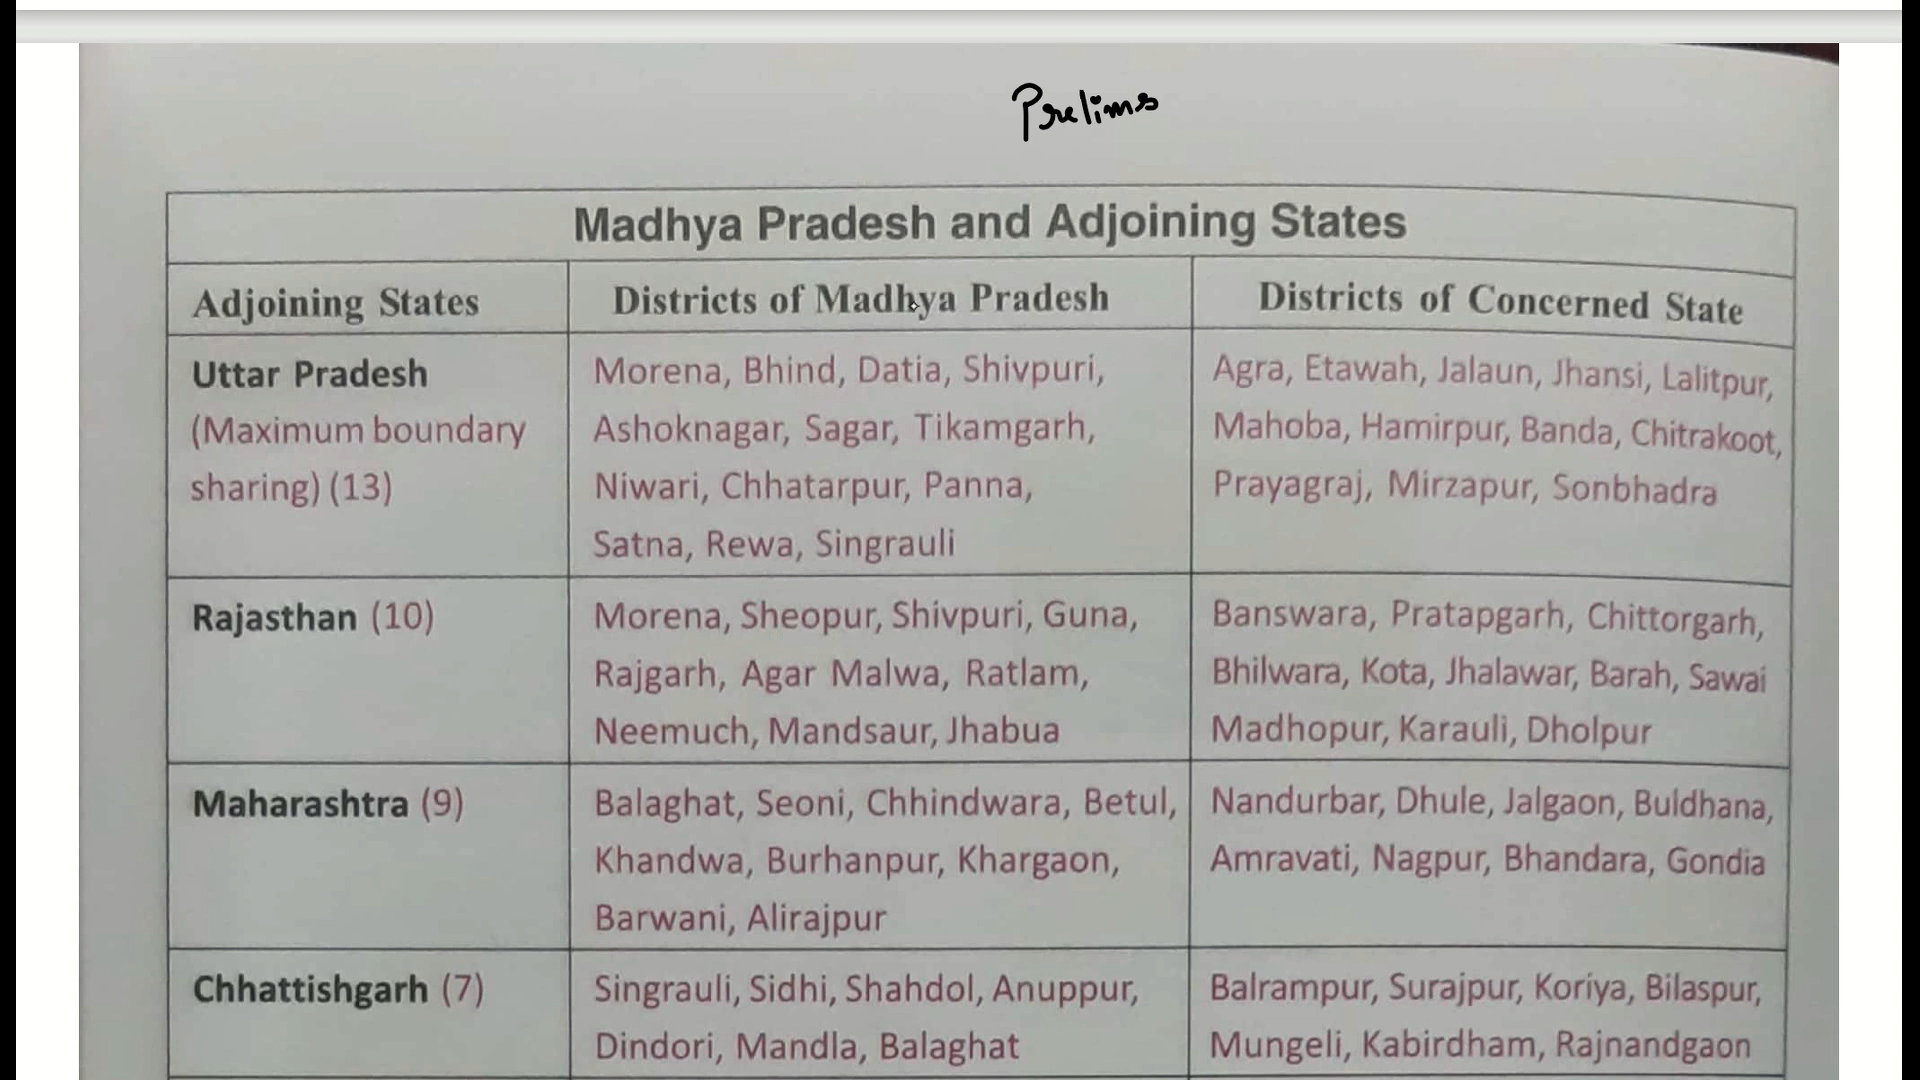 Prelims
Madhya Pradesh and Adjoining States
Adjoining States
Districts of Madhya Pradesh
Districts of Concerned State
Uttar Pradesh
(Maximum boundary
sharing) (13)
Morena, Bhind, Datia, Shivpuri,
Ashoknagar, Sagar, Tikamgarh,
Niwari, Chhatarpur, Panna,
Satna, Rewa, Singrauli
Agra, Etawah, Jalaun, Jhansi, Lalitpur,
Mahoba, Hamirpur, Banda, Chitrakoot,
Prayagraj, Mirzapur, Sonbhadra
Rajasthan (10)
Morena, Sheopur, Shivpuri, Guna,
Rajgarh, Agar Malwa, Ratlam,
Neemuch, Mandsaur, Jhabua
Banswara, Pratapgarh, Chittorgarh,
Bhilwara, Kota, Jhalawar, Barah, Sawai
Madhopur, Karauli, Dholpur
Maharashtra (9)
Balaghat, Seoni, Chhindwara, Betul,
Khandwa, Burhanpur, Khargaon,
Barwani, Alirajpur
Nandurbar, Dhule, Jalgaon, Buldhana,
Amravati, Nagpur, Bhandara, Gondia
Chhattishgarh (7)
Singrauli, Sidhi, Shahdol, Anuppur,
Dindori, Mandla, Balaghat
Balrampur, Surajpur, Koriya, Bilaspur,
Mungeli, Kabirdham, Rajnandgaon